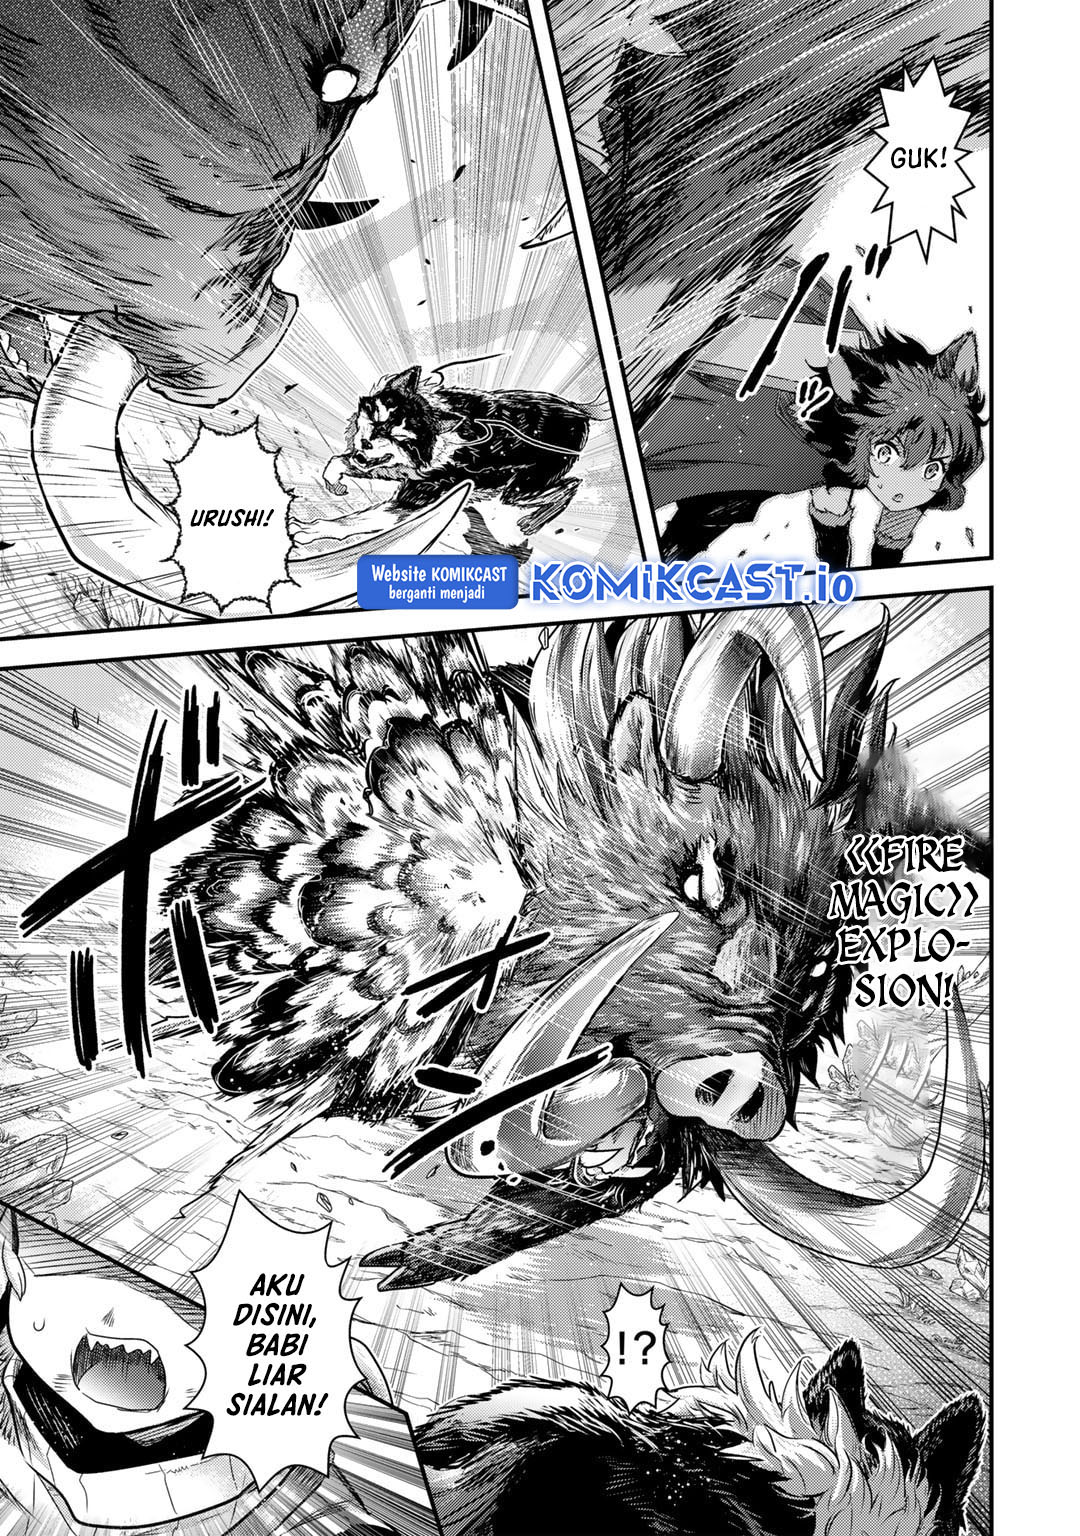 GUK!
URUSHI!
Website KOMIKCAST
berganti menjadi
KOMIKCAST.io
《FIRE
MAGIC》
EXPLO-
SION!
AKU
DISINI,
BABI
LIAR
SIALAN!
!?